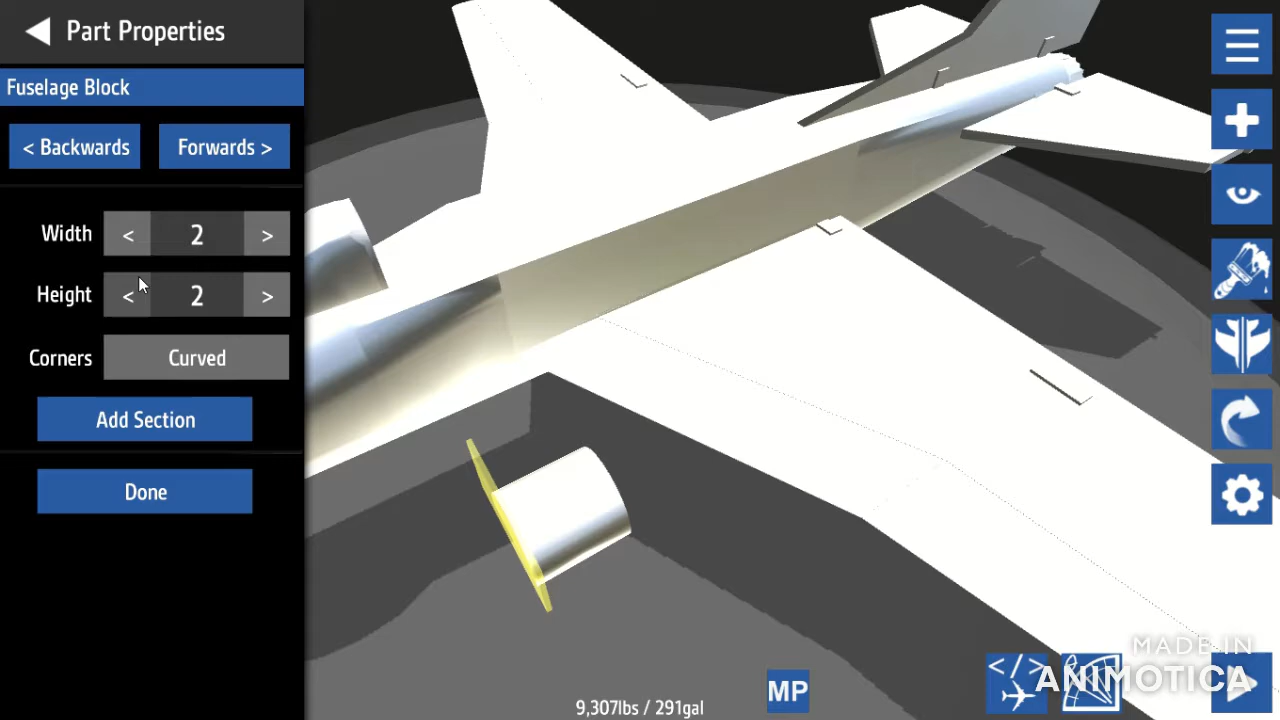 Part Properties
Fuselage Block
< Backwards
Forwards >
Width < 2 >
Height < 2 >
Corners Curved
Add Section
Done
9,307lbs / 291gal
MP
</>
MADE IN
ANIMOTICA